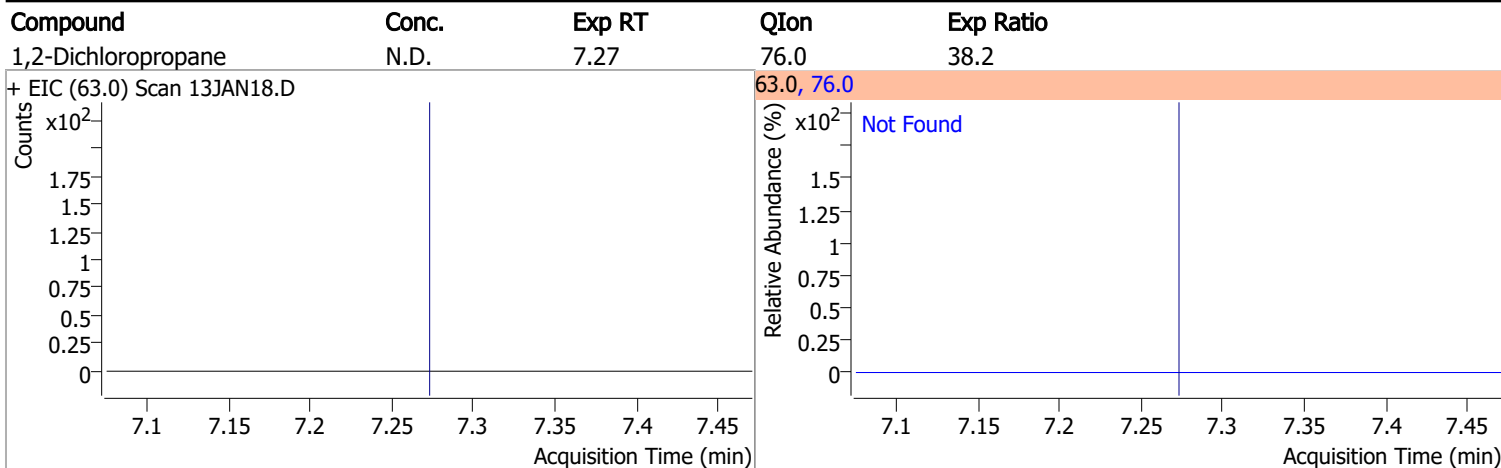 Compound Conc. Exp RT QIon Exp Ratio
1,2-Dichloropropane N.D. 7.27 76.0 38.2
+ EIC (63.0) Scan 13JAN18.D
Counts
x10²
1.75
1.5
1.25
1
0.75
0.5
0.25
0
7.1 7.15 7.2 7.25 7.3 7.35 7.4 7.45
Acquisition Time (min)
63.0, 76.0
Relative Abundance (%)
x10²
Not Found
1.5
1.25
1
0.75
0.5
0.25
0
7.1 7.15 7.2 7.25 7.3 7.35 7.4 7.45
Acquisition Time (min)